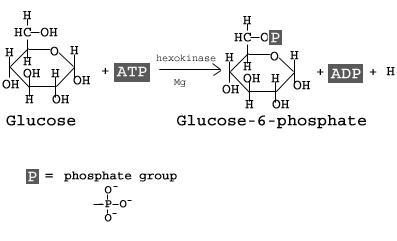 H
HC—OH
H
O
H
H
OH
H
OH
H
OH
H
OH
+ ATP
hexokinase
Mg
H
HC—O P
H
O
H
H
OH
H
OH
H
OH
H
OH
+ ADP + H
Glucose
Glucose-6-phosphate
P = phosphate group
O⁻
—P—O⁻
O⁻